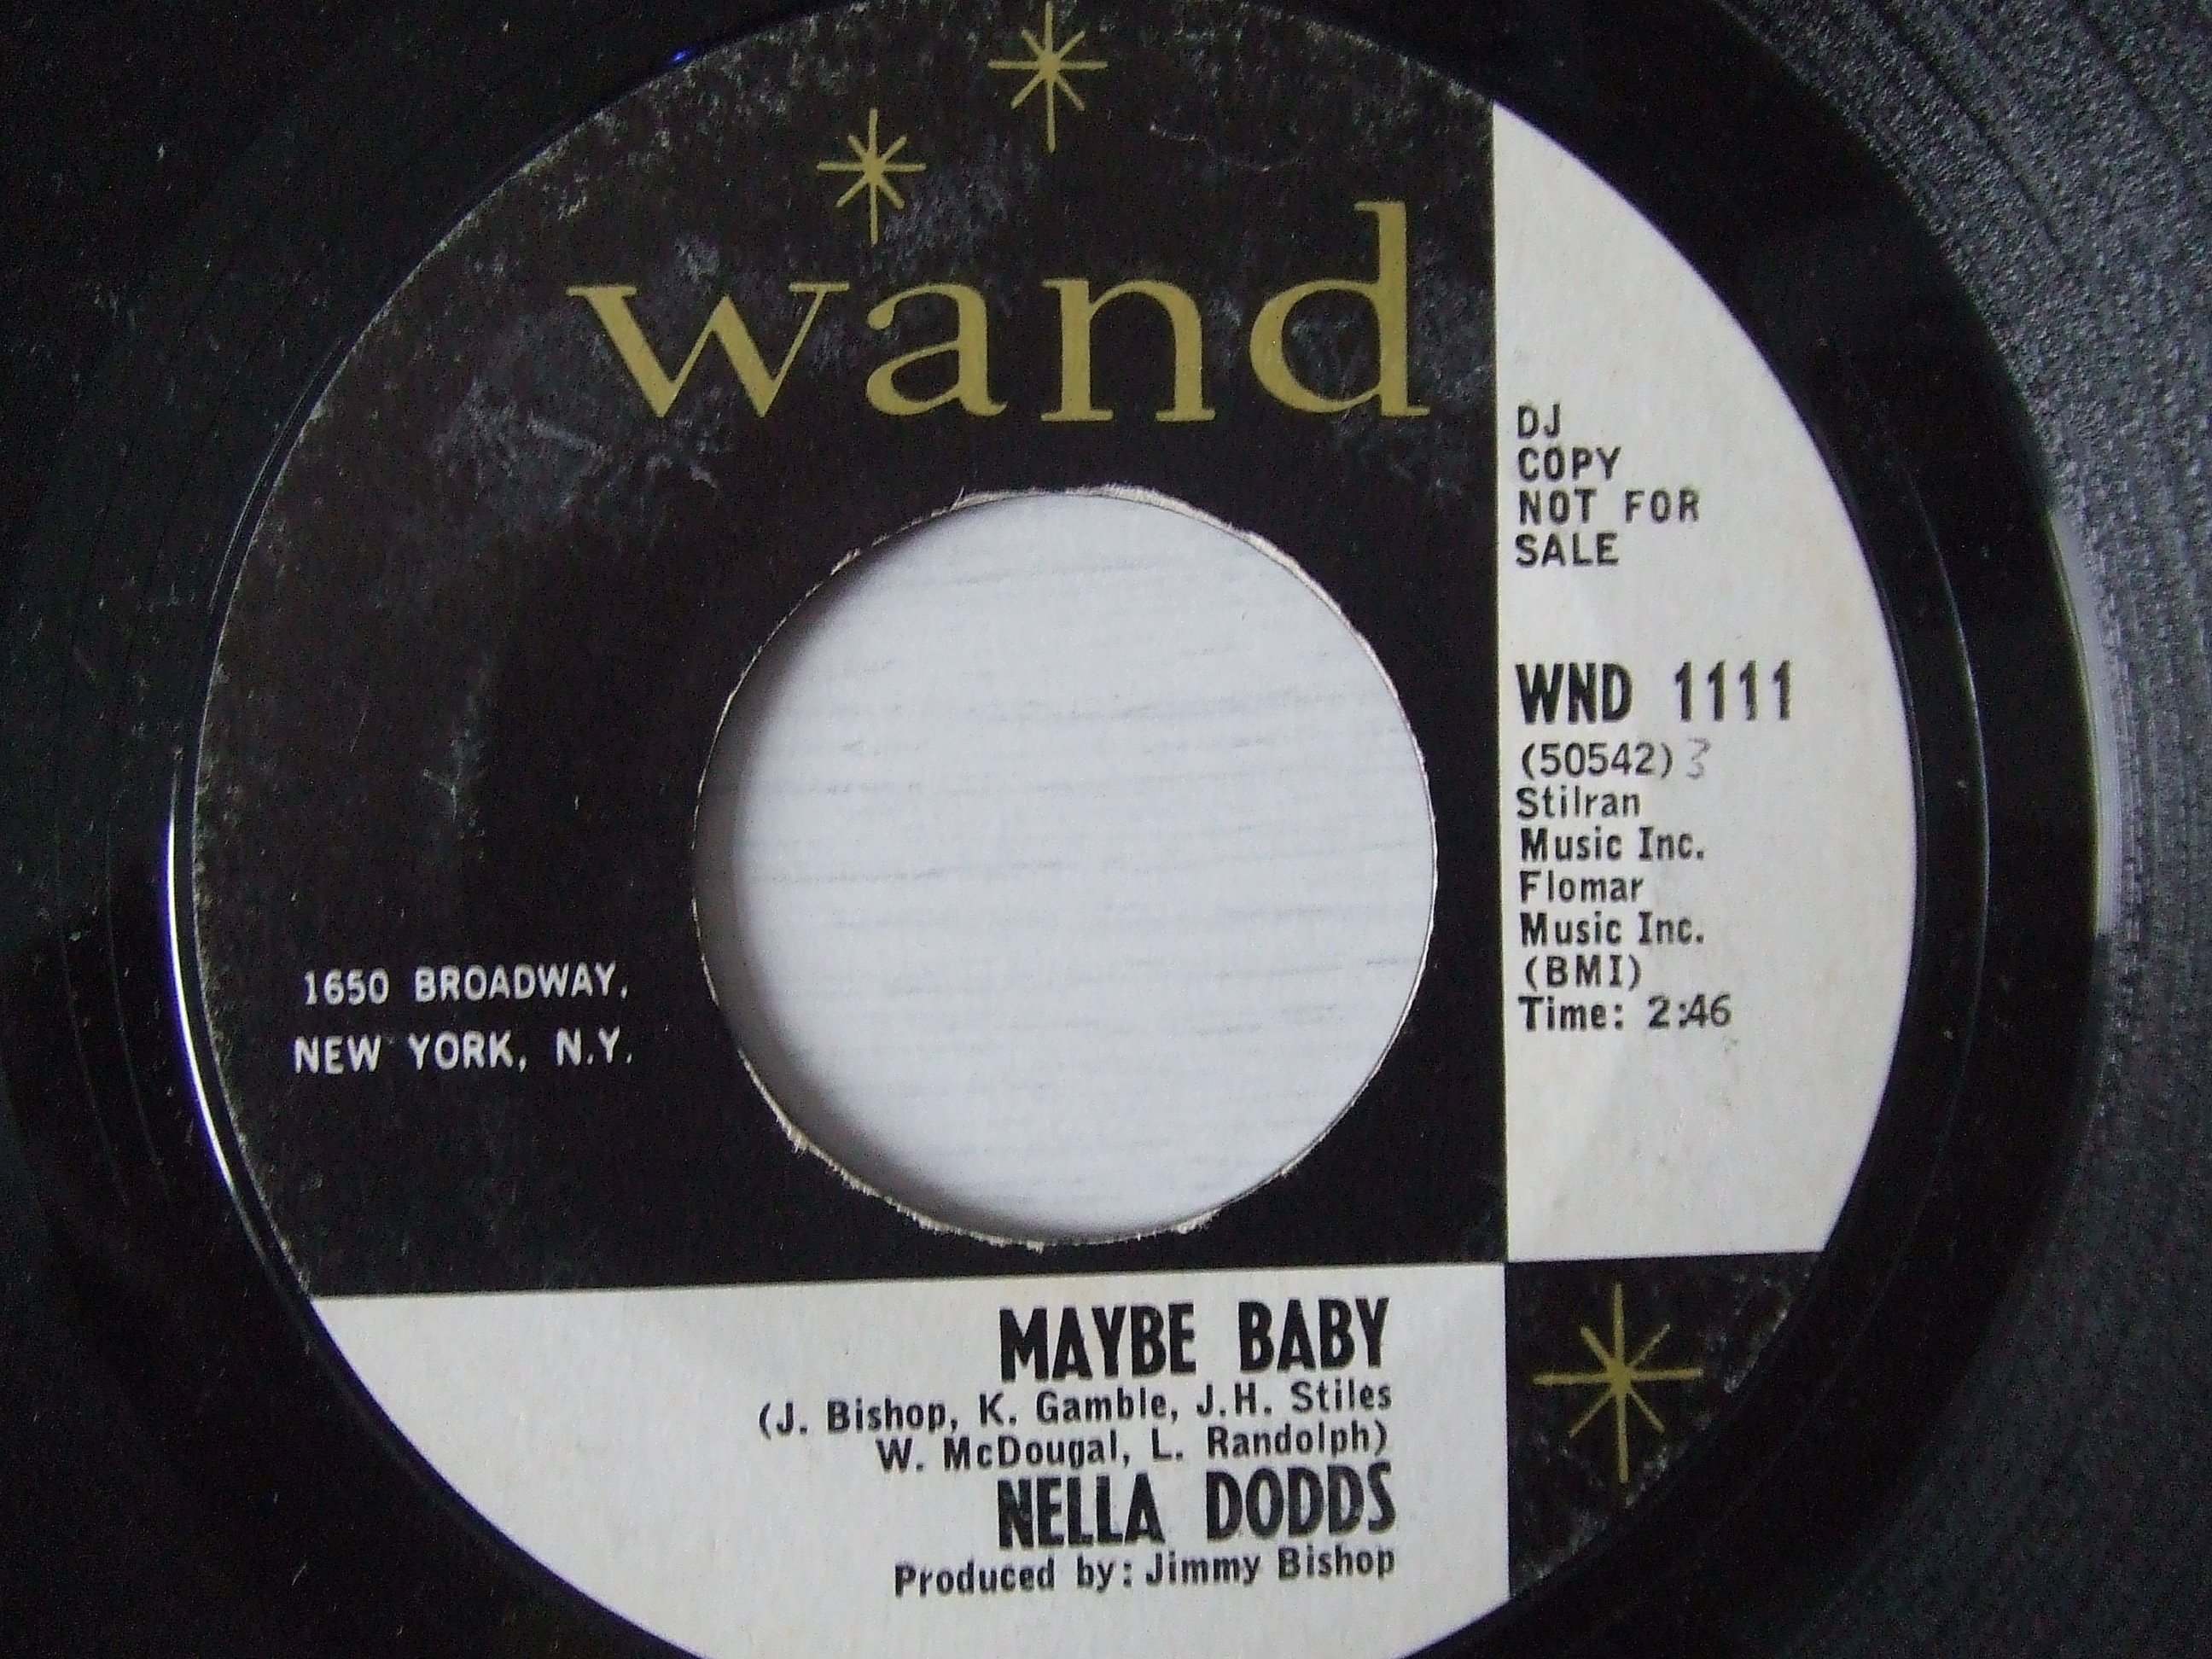 wand
DJ
COPY
NOT FOR
SALE
WND 1111
(50542) 3
Stilran
Music Inc.
Flomar
Music Inc.
(BMI)
Time: 2:46
1650 BROADWAY,
NEW YORK, N.Y.
MAYBE BABY
(J. Bishop, K. Gamble, J.H. Stiles
W. McDougal, L. Randolph)
NELLA DODDS
Produced by: Jimmy Bishop